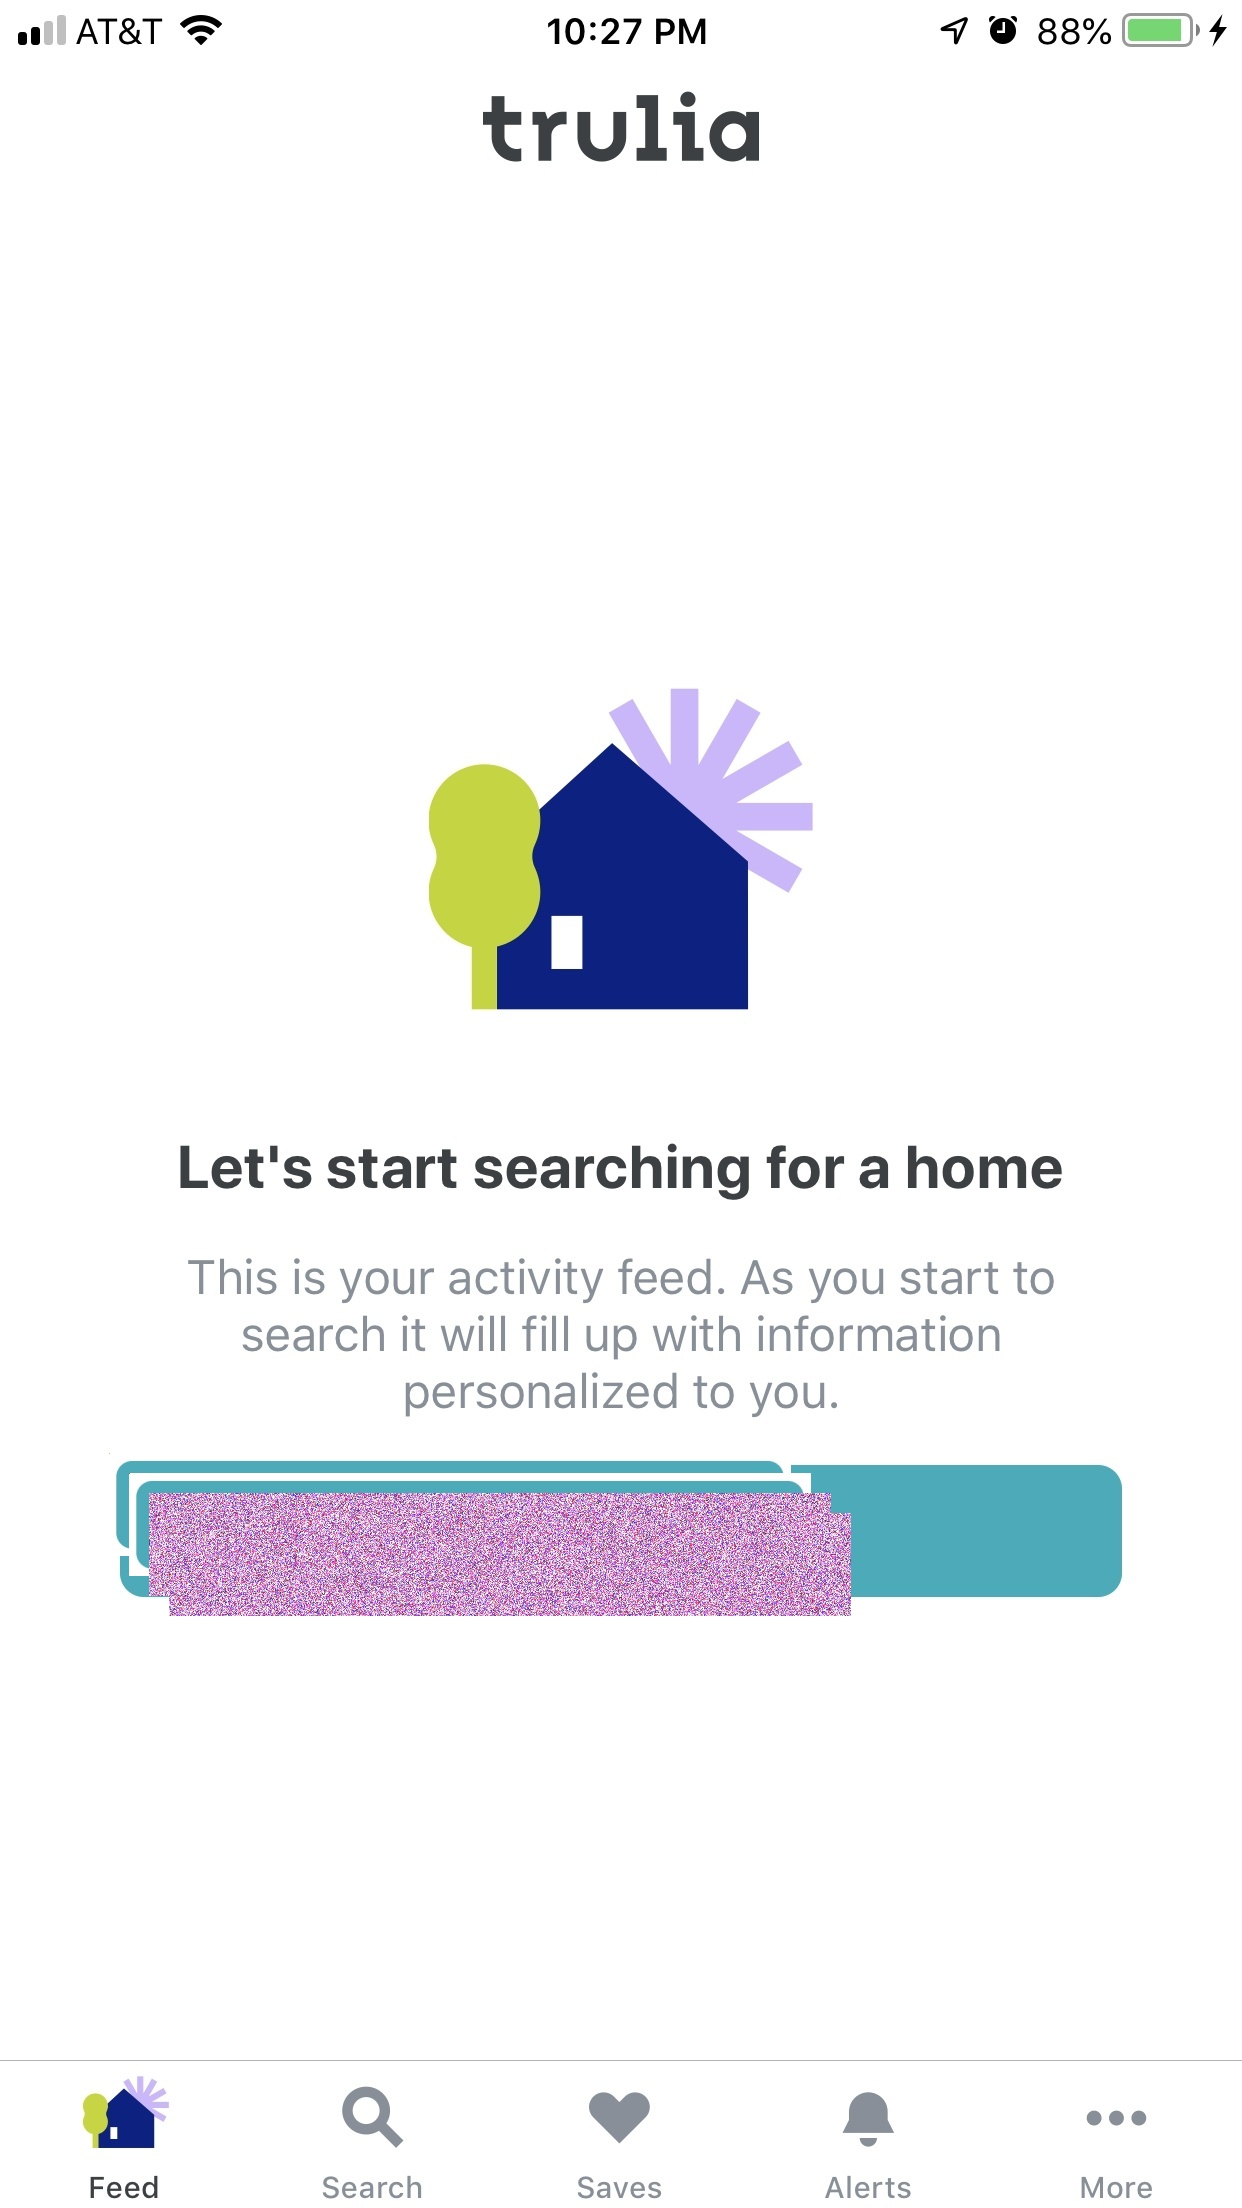 AT&T 10:27 PM 88%
trulia
Let's start searching for a home
This is your activity feed. As you start to
search it will fill up with information
personalized to you.
Feed Search Saves Alerts More